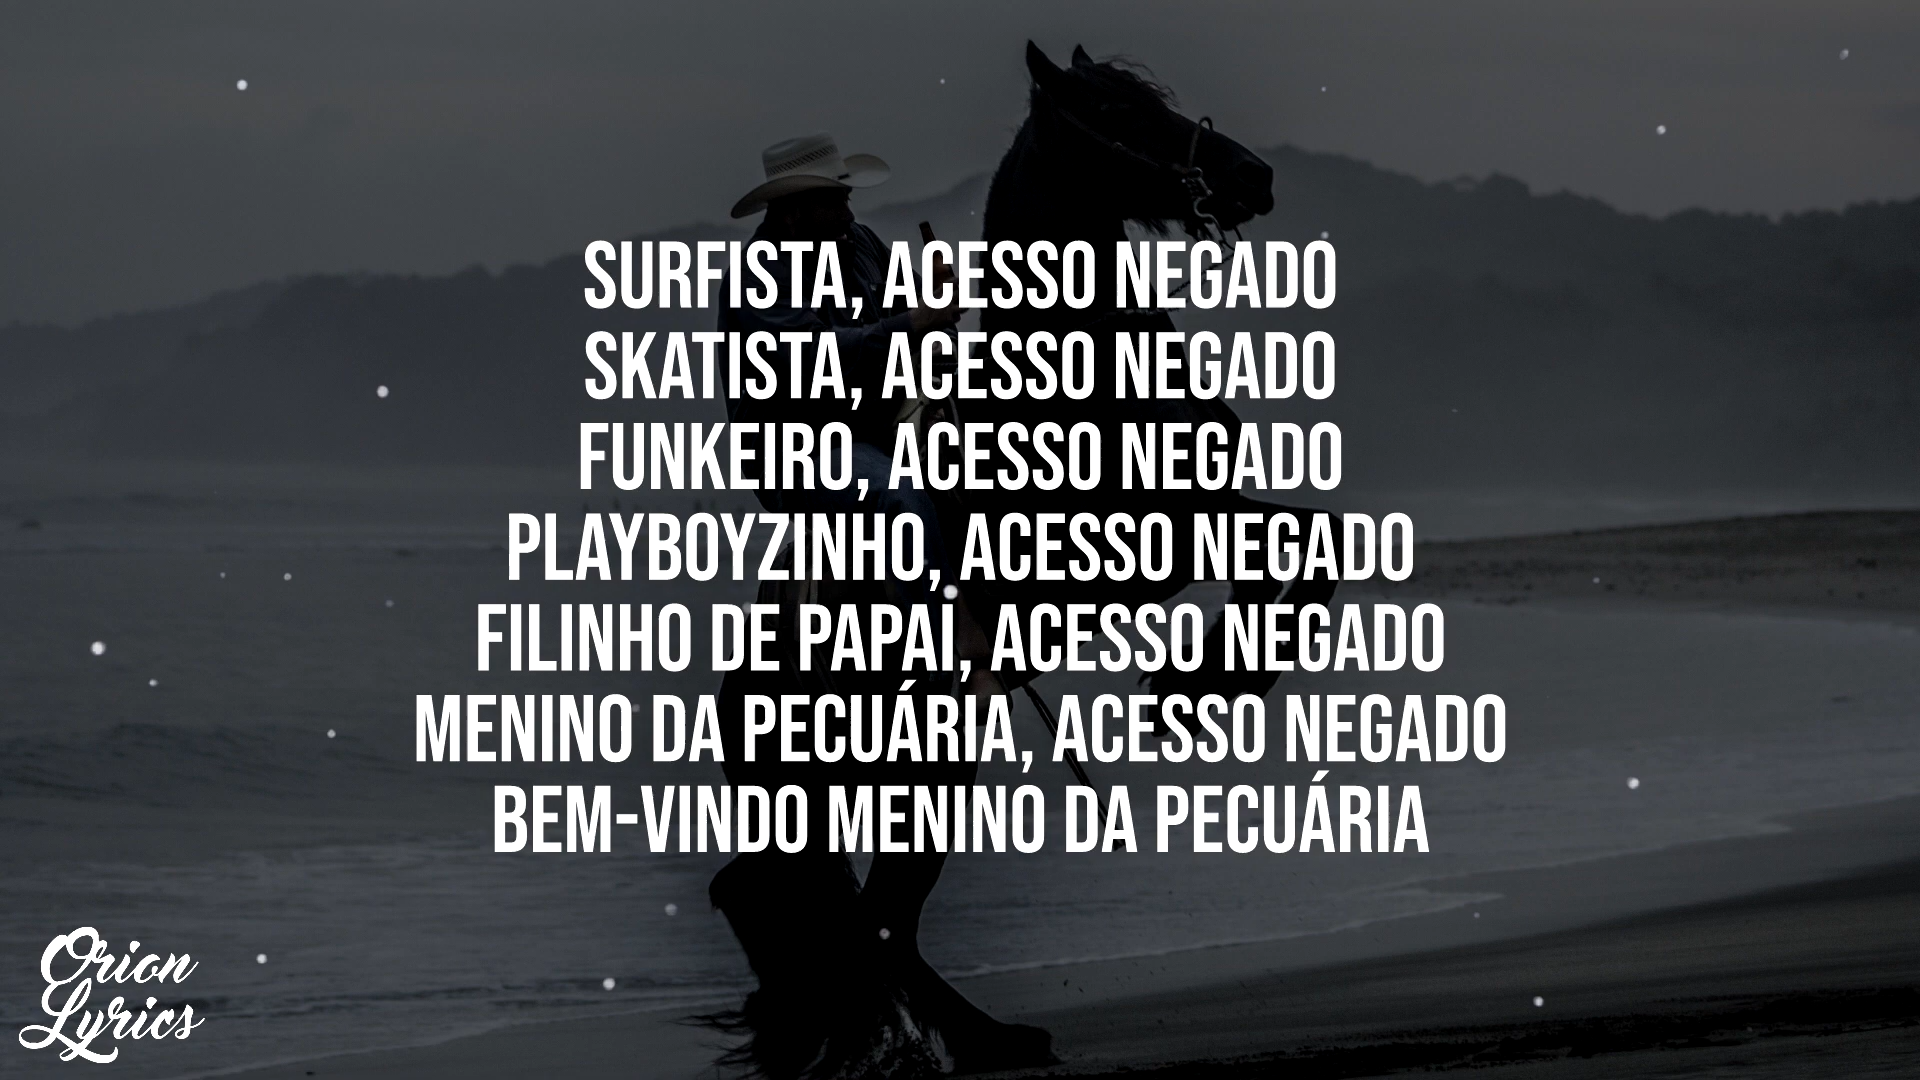 SURFISTA, ACESSO NEGADO
SKATISTA, ACESSO NEGADO
FUNKEIRO, ACESSO NEGADO
PLAYBOYZINHO, ACESSO NEGADO
FILINHO DE PAPAI, ACESSO NEGADO
MENINO DA PECUÁRIA, ACESSO NEGADO
BEM-VINDO MENINO DA PECUÁRIA
Orion
Lyrics